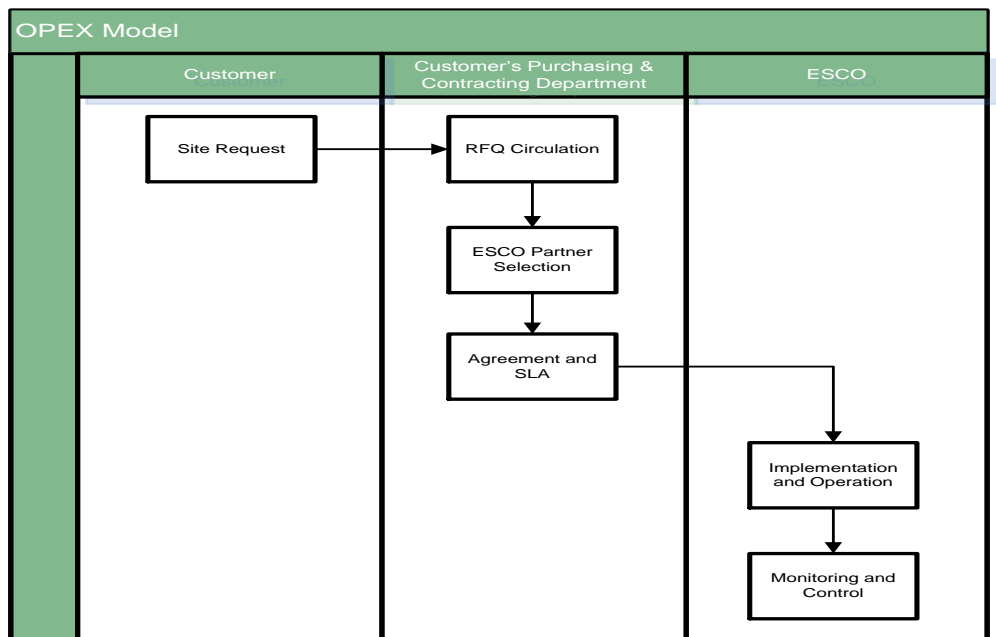 OPEX Model
Customer
Customer's Purchasing &
Contracting Department
ESCO
Site Request
RFQ Circulation
ESCO Partner
Selection
Agreement and
SLA
Implementation
and Operation
Monitoring and
Control